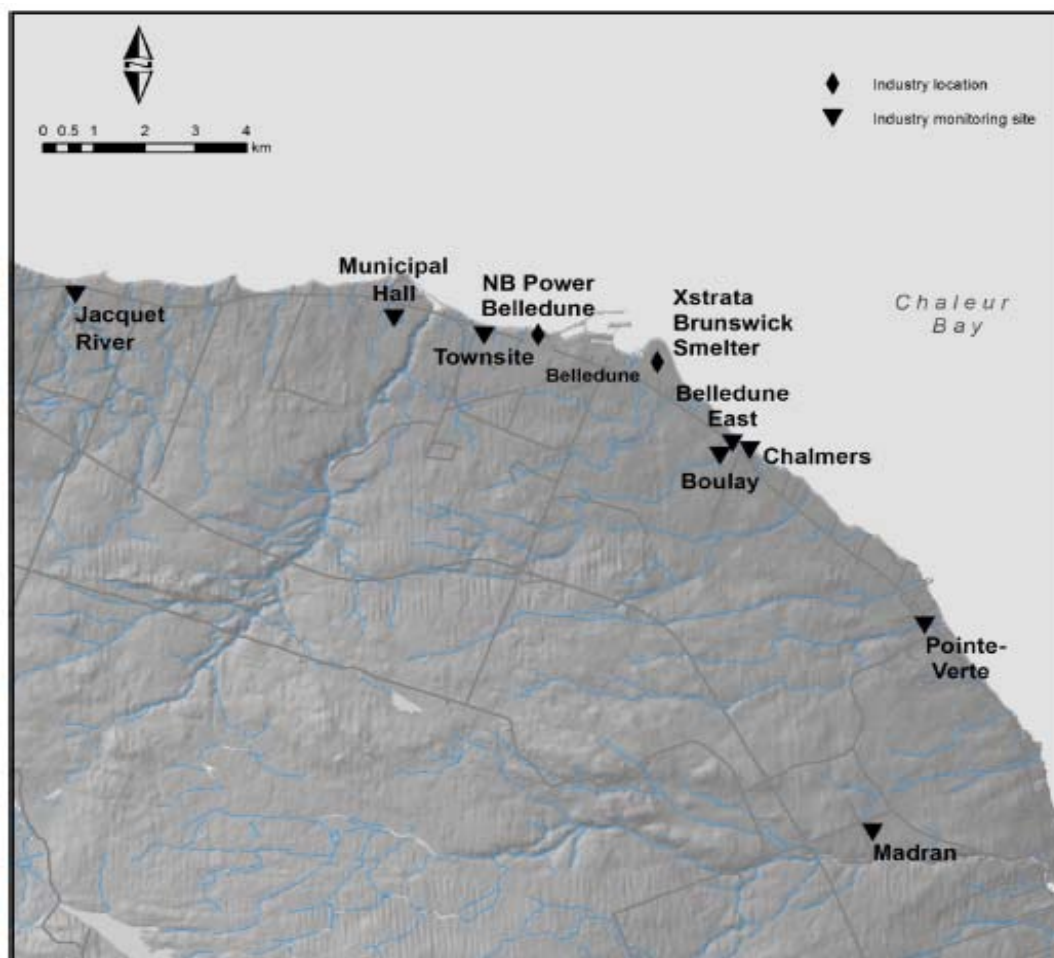 0 0.5 1 2 3 4
km
Industry location
Industry monitoring site
Municipal
Hall
NB Power
Belledune
Xstrata
Brunswick
Smelter
Chaleur
Bay
Jacquet
River
Townsite
Belledune
Belledune
East
Chalmers
Boulay
Pointe-
Verte
Madran